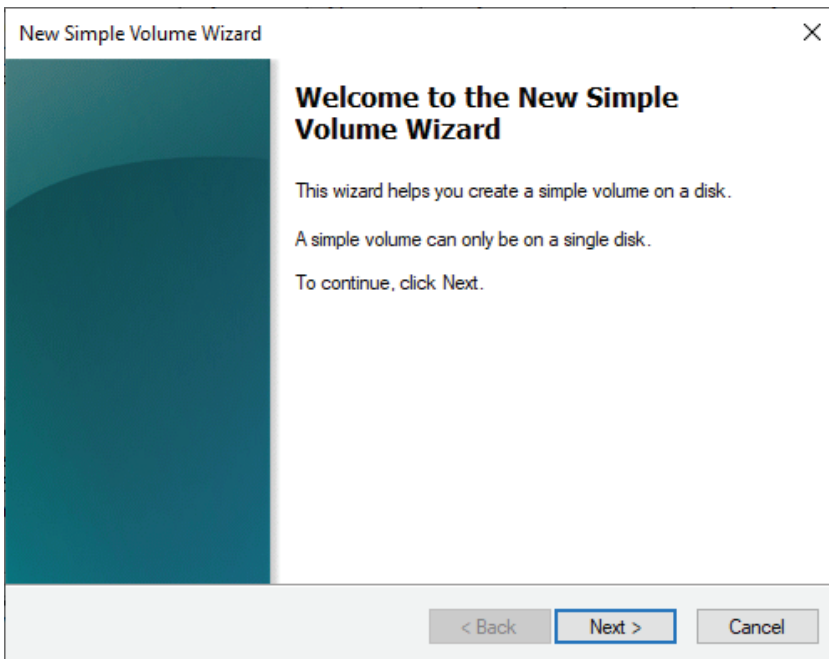 New Simple Volume Wizard
Welcome to the New Simple
Volume Wizard
This wizard helps you create a simple volume on a disk.
A simple volume can only be on a single disk.
To continue, click Next.
< Back
Next >
Cancel